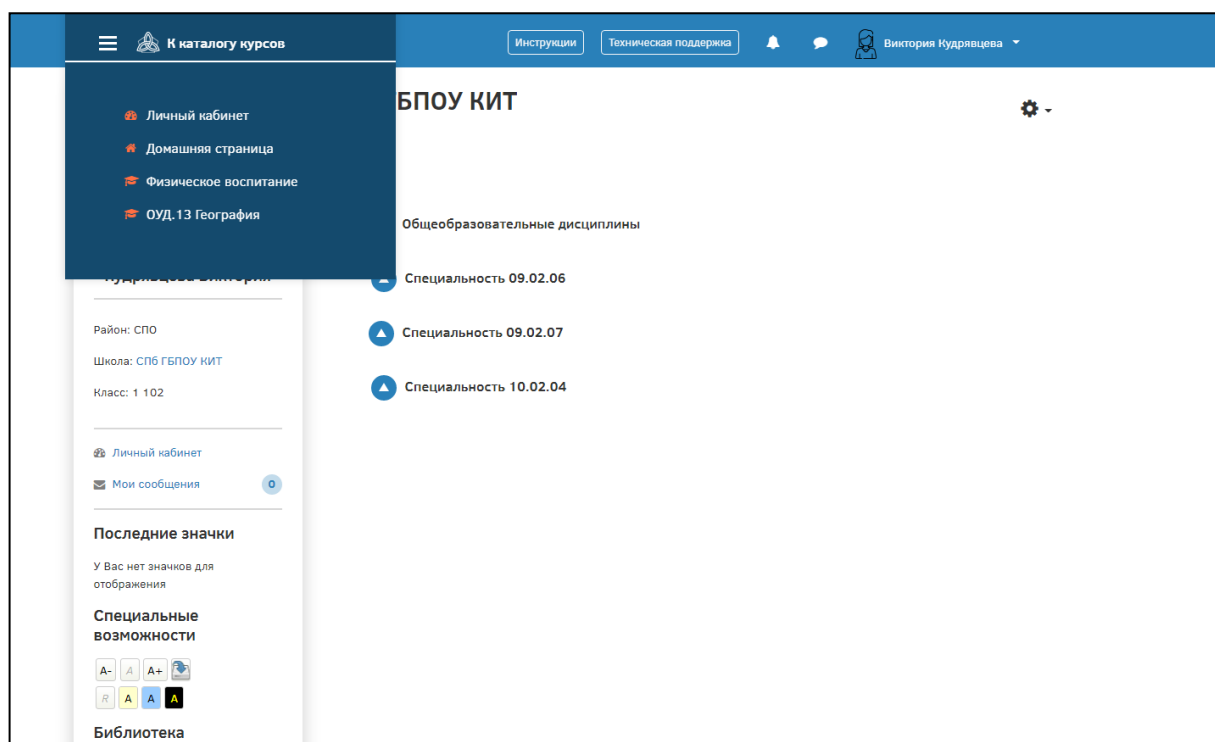 К каталогу курсов
Инструкции
Техническая поддержка
Виктория Кудрявцева
Личный кабинет
Домашняя страница
Физическое воспитание
ОУД.13 География
БПОУ КИТ
Общеобразовательные дисциплины
Специальность 09.02.06
Специальность 09.02.07
Специальность 10.02.04
Кудрявцева Виктория
Район: СПО
Школа: СПб ГБПОУ КИТ
Класс: 1 102
Личный кабинет
Мои сообщения 0
Последние значки
У Вас нет значков для
отображения
Специальные
возможности
A- A A+
R A A A
Библиотека